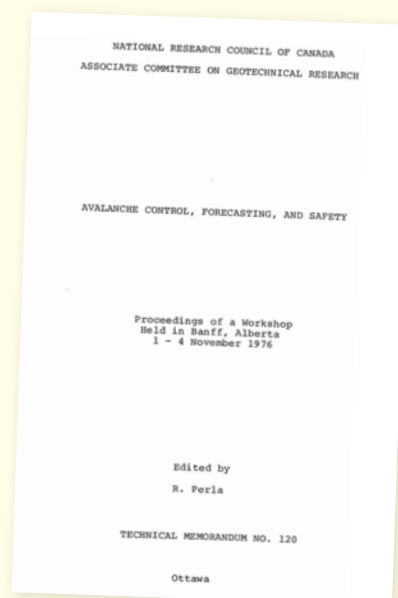 NATIONAL RESEARCH COUNCIL OF CANADA
ASSOCIATE COMMITTEE ON GEOTECHNICAL RESEARCH
AVALANCHE CONTROL, FORECASTING, AND SAFETY
Proceedings of a Workshop
Held in Banff, Alberta
1 - 4 November 1976
Edited by
R. Perla
TECHNICAL MEMORANDUM NO. 120
Ottawa